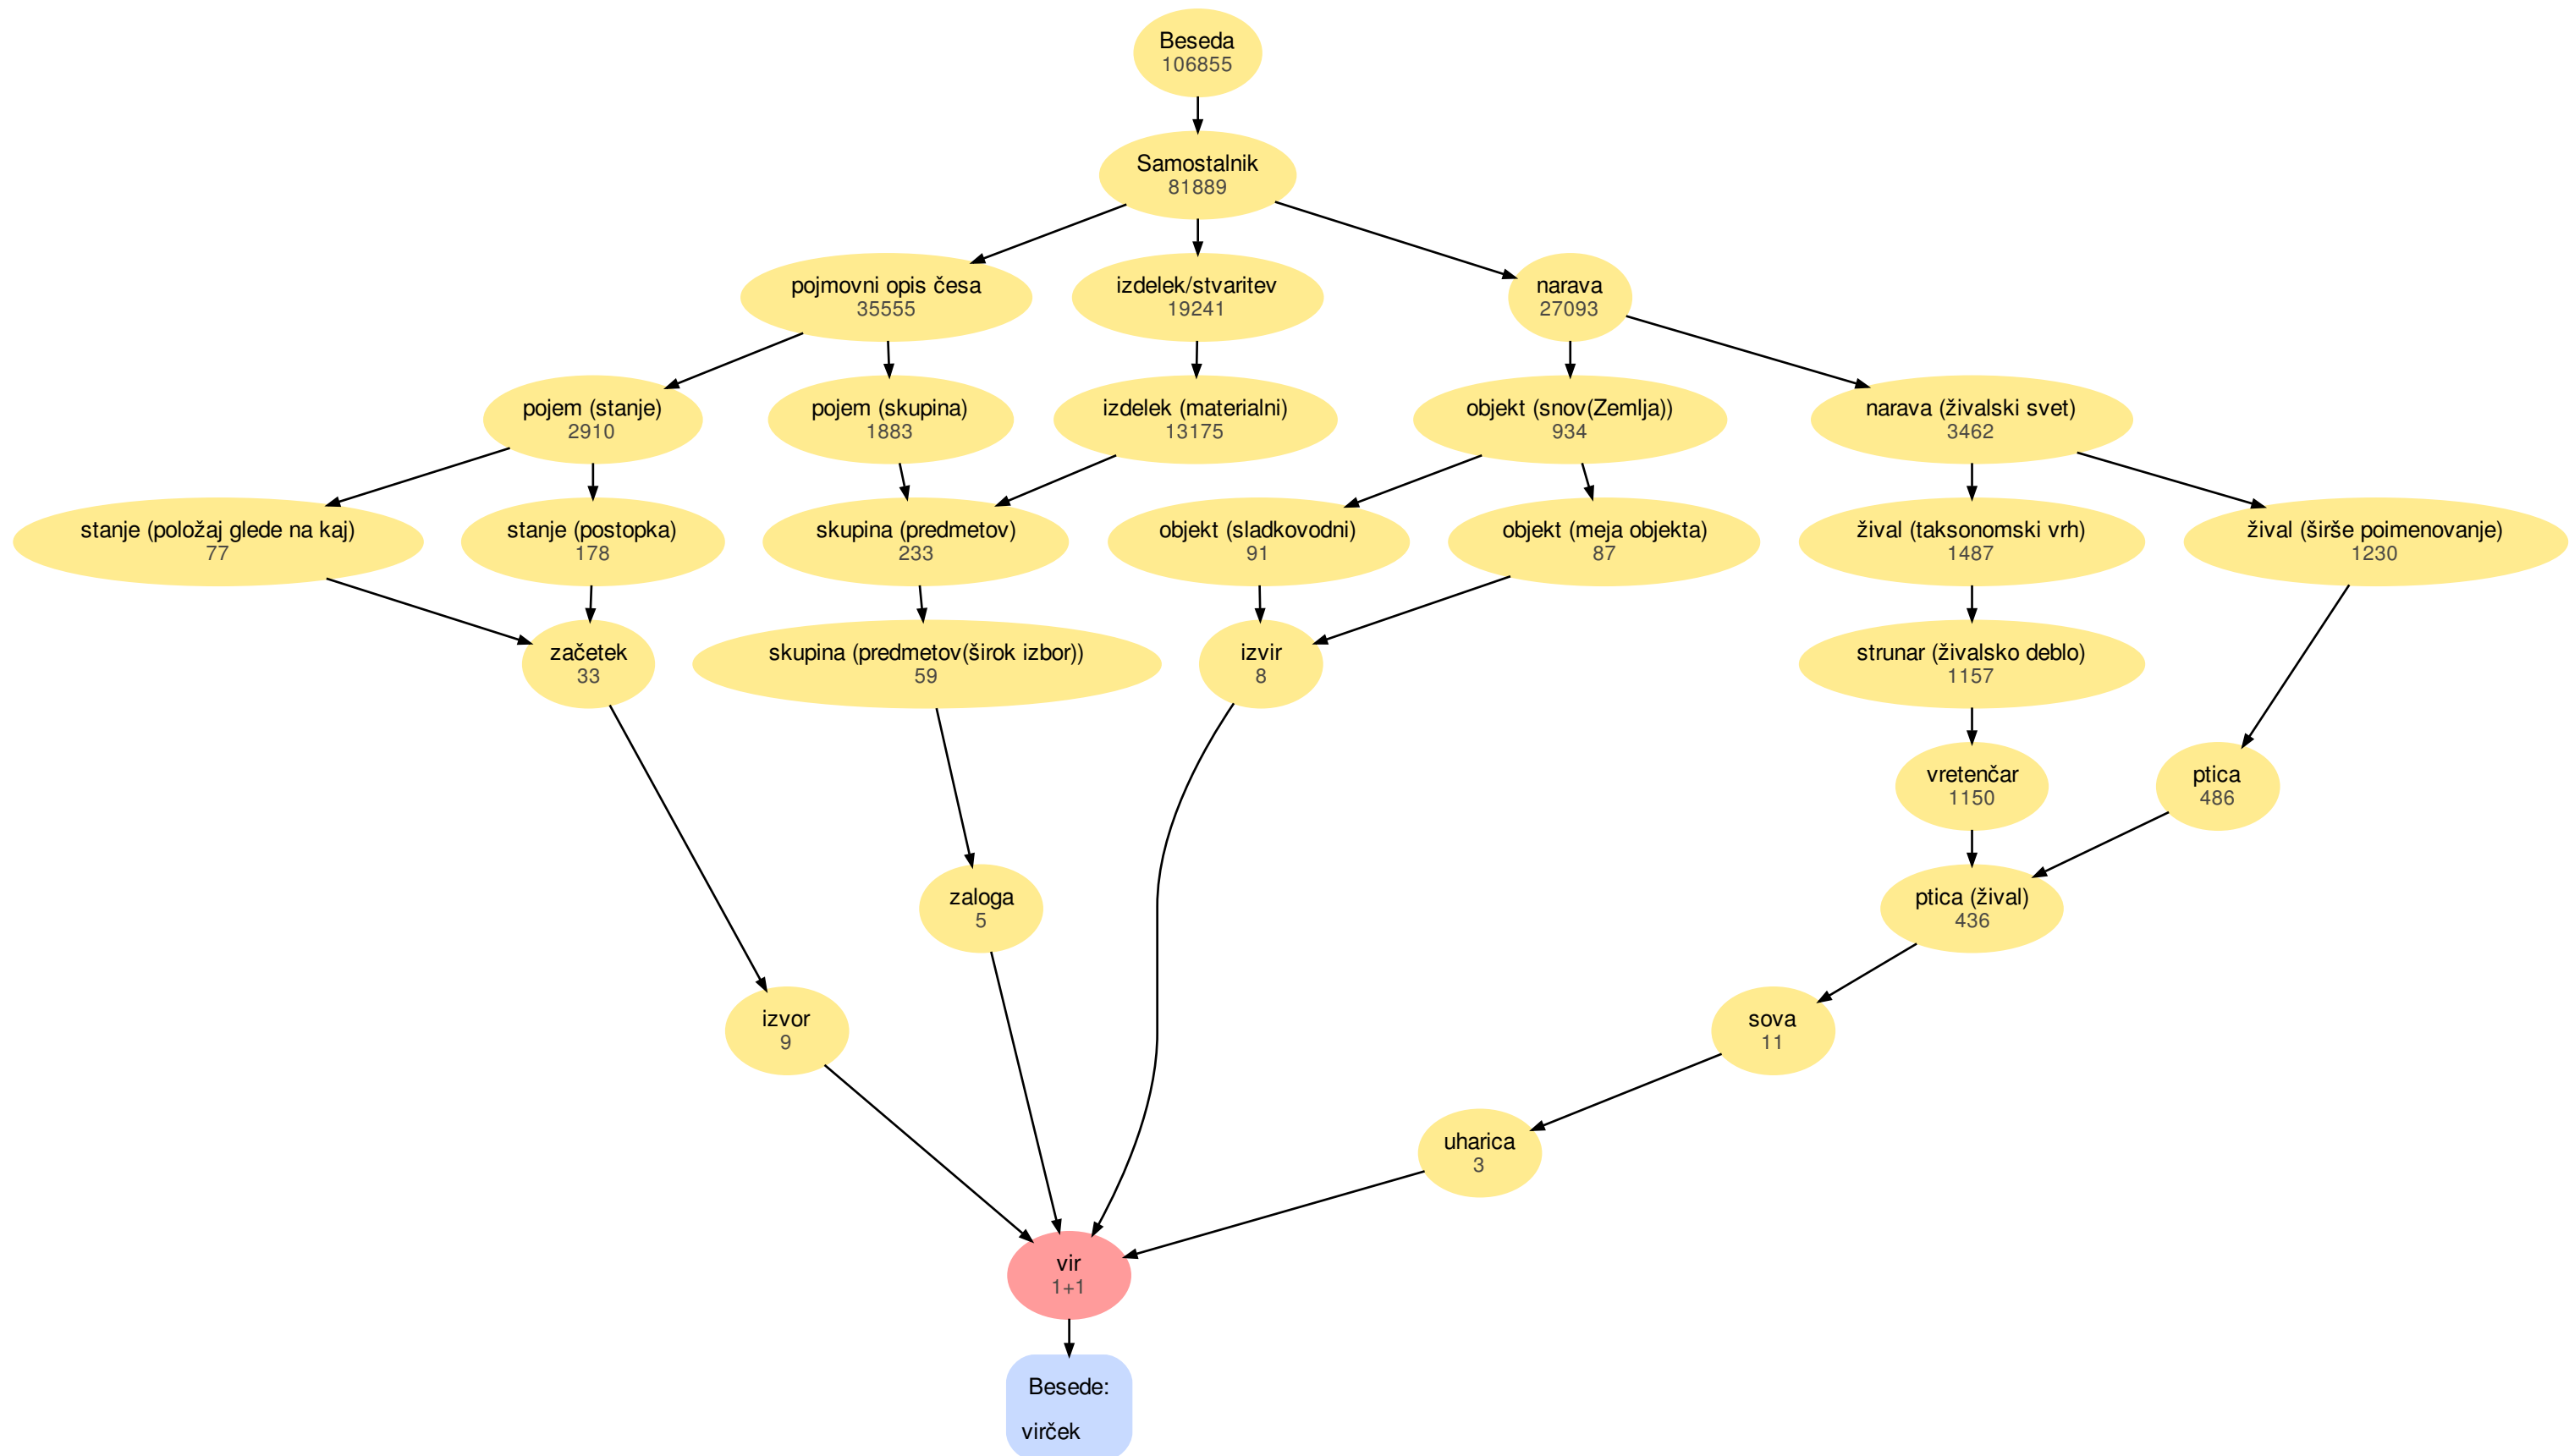 Beseda
106855
Samostalnik
81889
pojmovni opis česa
35555
izdelek/stvaritev
19241
narava
27093
pojem (stanje)
2910
pojem (skupina)
1883
izdelek (materialni)
13175
objekt (snov(Zemlja))
934
narava (živalski svet)
3462
stanje (položaj glede na kaj)
77
stanje (postopka)
178
skupina (predmetov)
233
objekt (sladkovodni)
91
objekt (meja objekta)
87
žival (taksonomski vrh)
1487
žival (širše poimenovanje)
1230
začetek
33
skupina (predmetov(širok izbor))
59
izvir
8
strunar (živalsko deblo)
1157
vretenčar
1150
ptica
486
zaloga
5
ptica (žival)
436
izvor
9
sova
11
uharica
3
vir
1+1
Besede:
virček